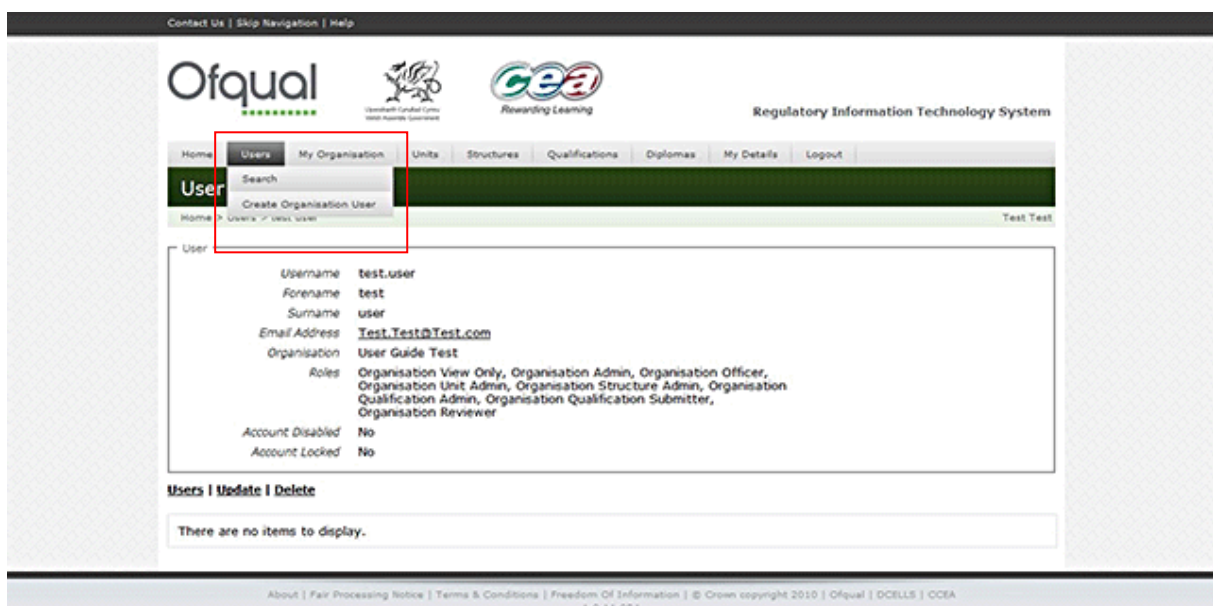 Contact Us | Skip Navigation | Help
Ofqual
Rewarding Learning
Regulatory Information Technology System
Home Users My Organisation Units Structures Qualifications Diplomas My Details Logout
Search
User
Create Organisation User
Home > Users > test user
Test Test
User
Username test.user
Forename test
Surname user
Email Address Test.Test@Test.com
Organisation User Guide Test
Roles Organisation View Only, Organisation Admin, Organisation Officer,
Organisation Unit Admin, Organisation Structure Admin, Organisation
Qualification Admin, Organisation Qualification Submitter,
Organisation Reviewer
Account Disabled No
Account Locked No
Users | Update | Delete
There are no items to display.
About | Fair Processing Notice | Terms & Conditions | Freedom Of Information | © Crown copyright 2010 | Ofqual | DCELLS | CCEA